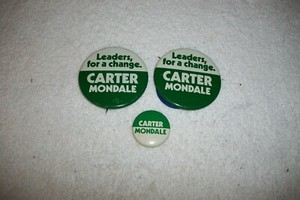 Leaders,
for a change.
CARTER
MONDALE
Leaders,
for a change.
CARTER
MONDALE
CARTER
MONDALE